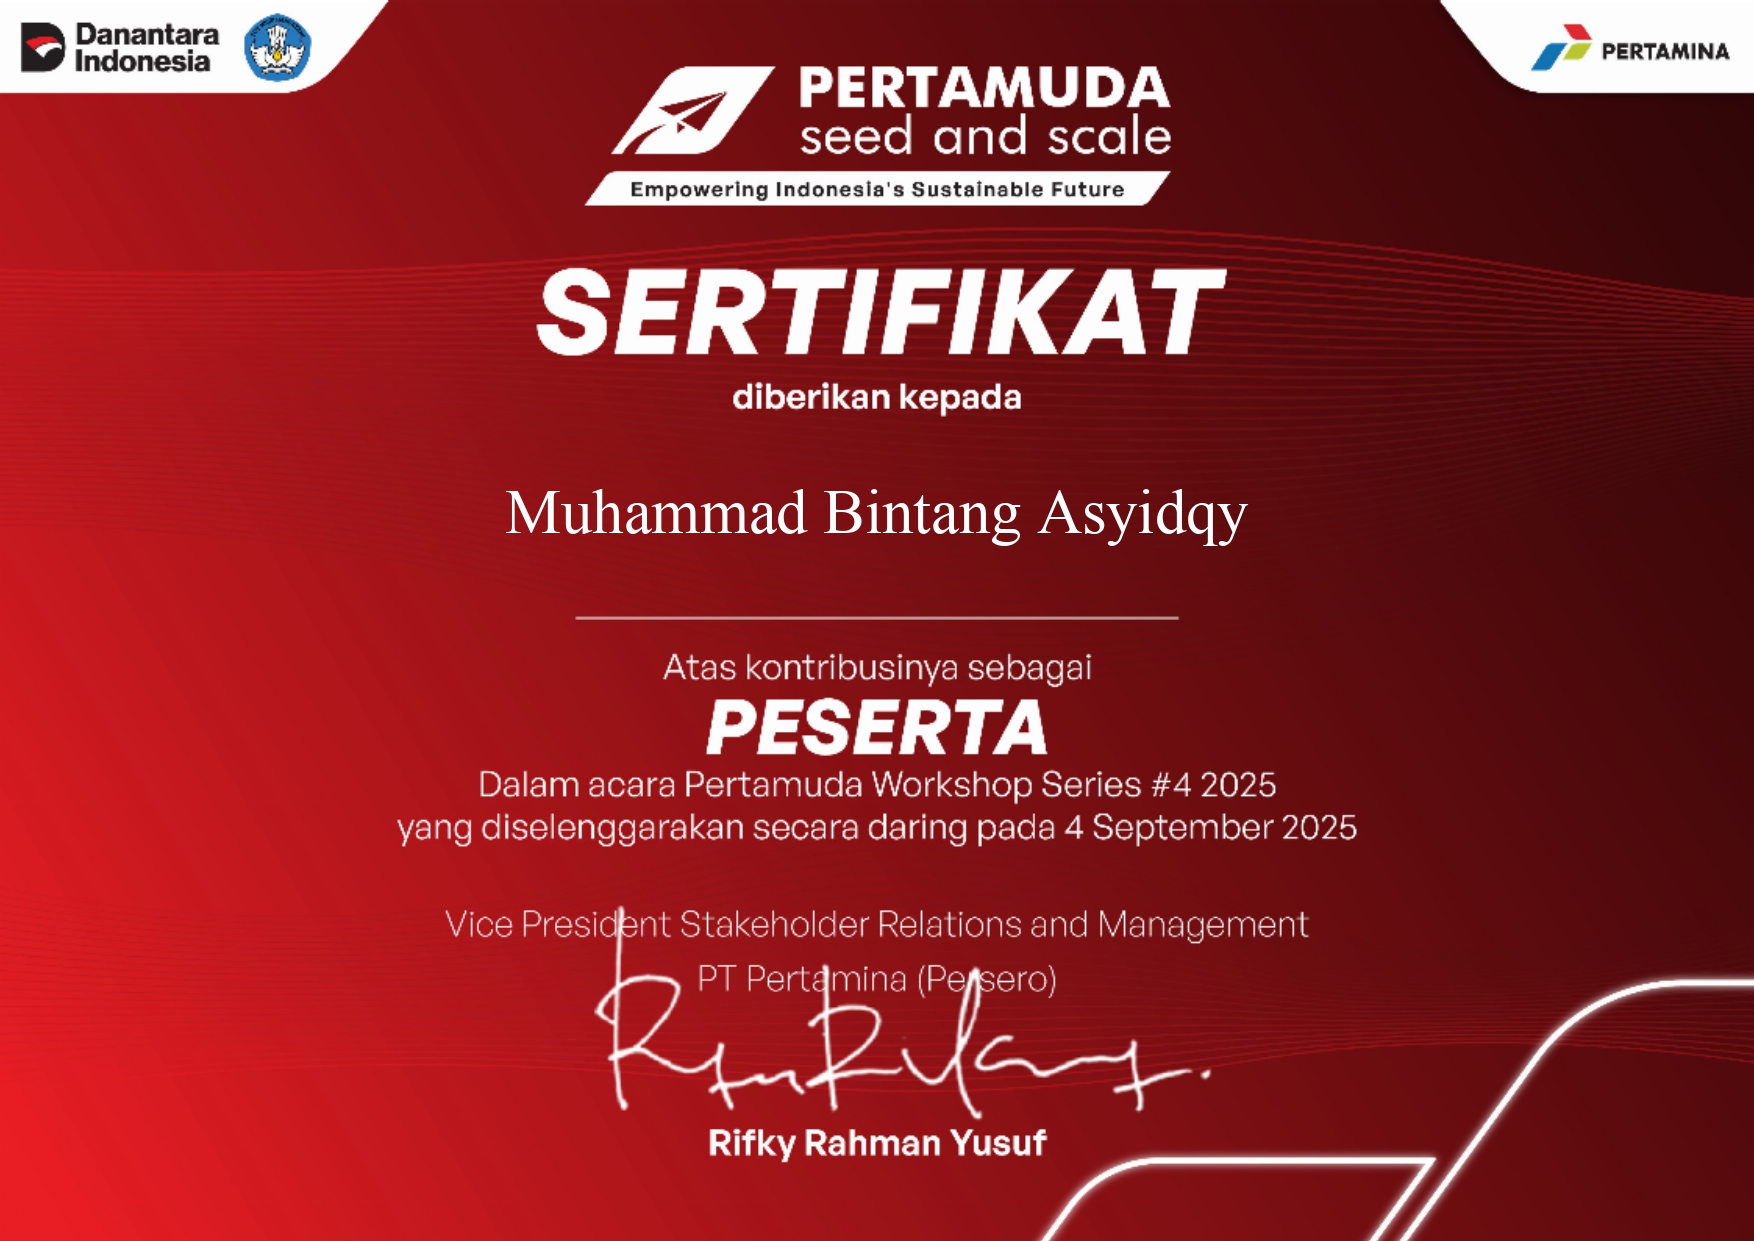 Danantara
Indonesia
PERTAMINA
PERTAMUDA
seed and scale
Empowering Indonesia's Sustainable Future
SERTIFIKAT
diberikan kepada
Muhammad Bintang Asyidqy
Atas kontribusinya sebagai
PESERTA
Dalam acara Pertamuda Workshop Series #4 2025
yang diselenggarakan secara daring pada 4 September 2025
Vice President Stakeholder Relations and Management
PT Pertamina (Persero)
Rifky Rahman Yusuf